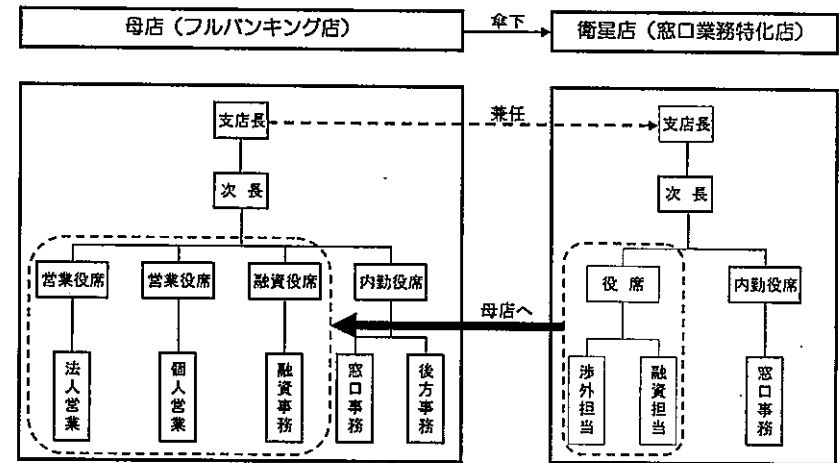 母店（フルバンキング店）
傘下
衛星店（窓口業務特化店）
支店長
兼任
支店長
次 長
次 長
営業役席
営業役席
融資役席
内勤役席
母店へ
役 席
内勤役席
法人営業
個人営業
融資事務
窓口事務
後方事務
渉外担当
融資担当
窓口事務